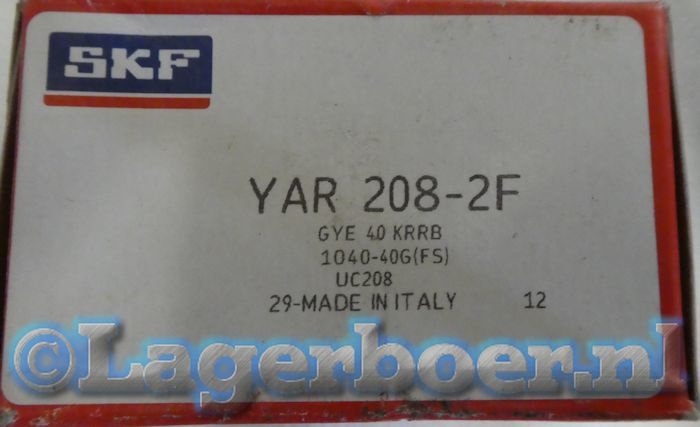 SKF
YAR 208-2F
GYE 40 KRRB
1040-40G(FS)
UC208
29-MADE IN ITALY 12
©Lagerboer.nl